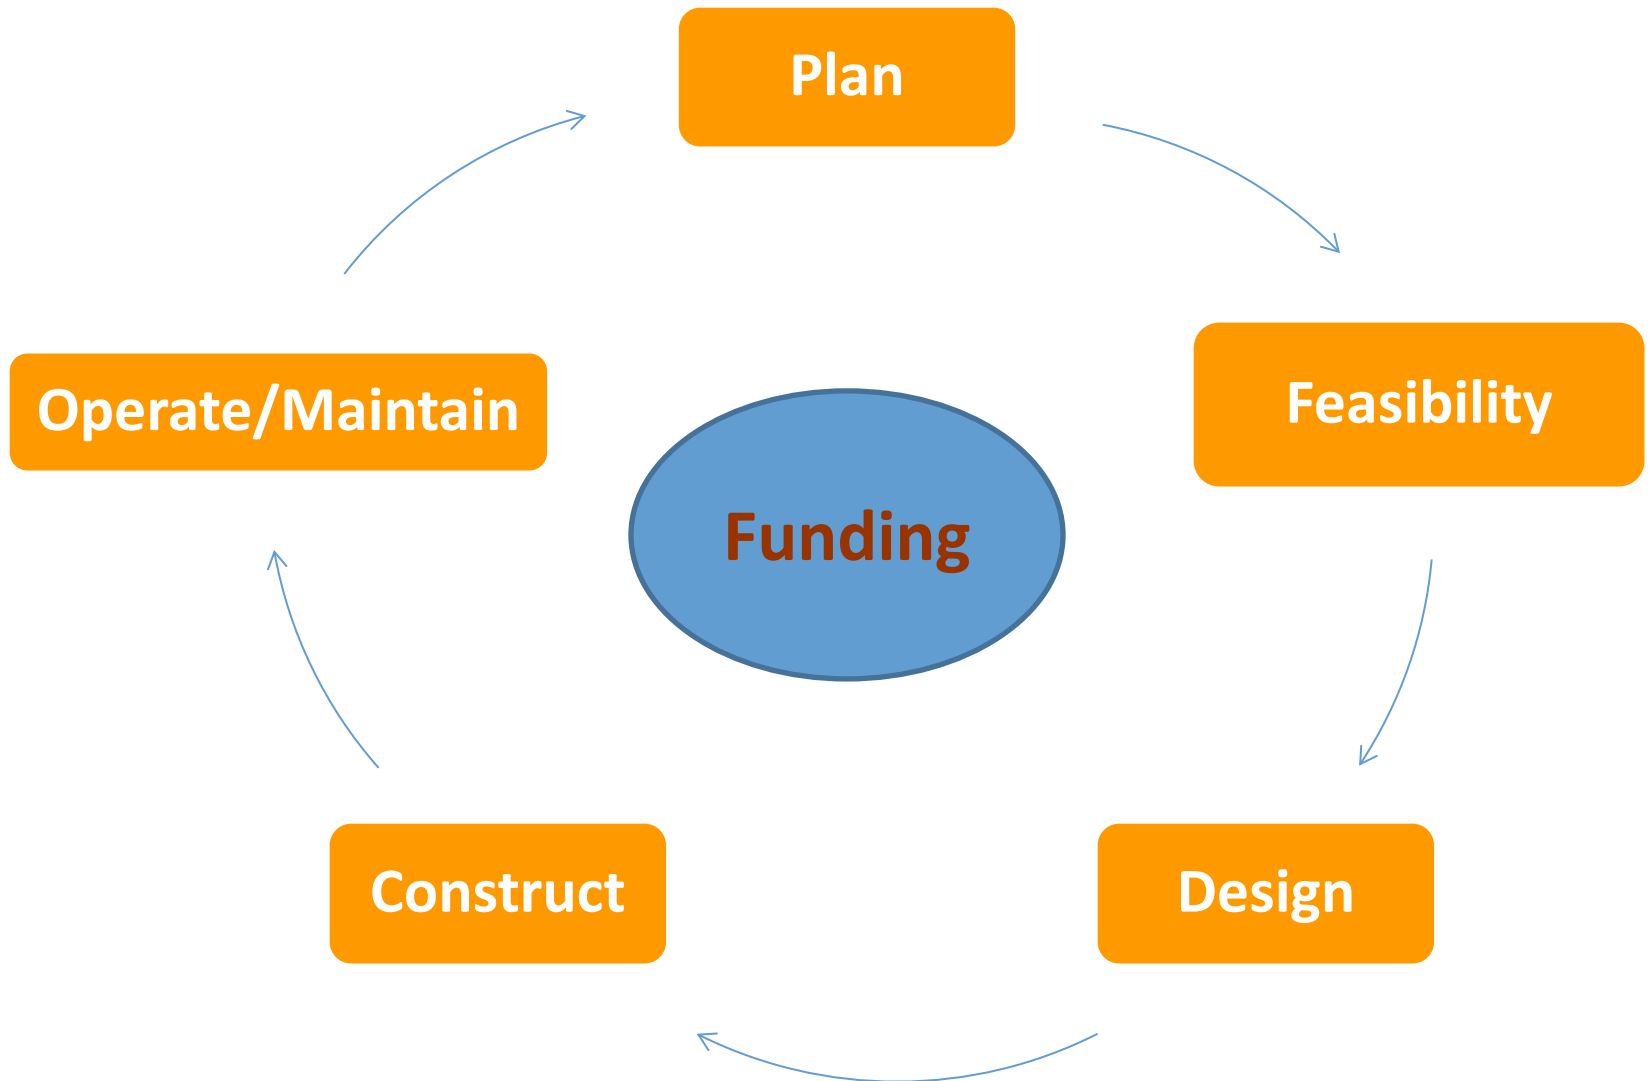 Plan
Feasibility
Design
Construct
Operate/Maintain
Funding